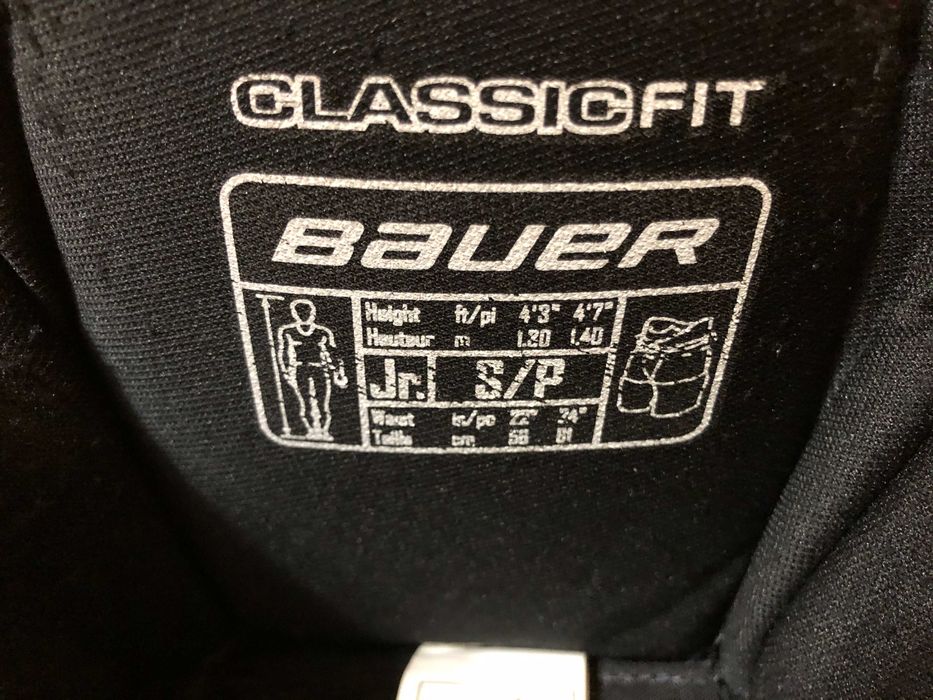 CLASSICFIT
BAUER
Height ft/pi 4'3" 4'7"
Hauteur m 1.30 1.40
Jr. S/P
Waist in/po 22" 24"
Taille cm 56 61